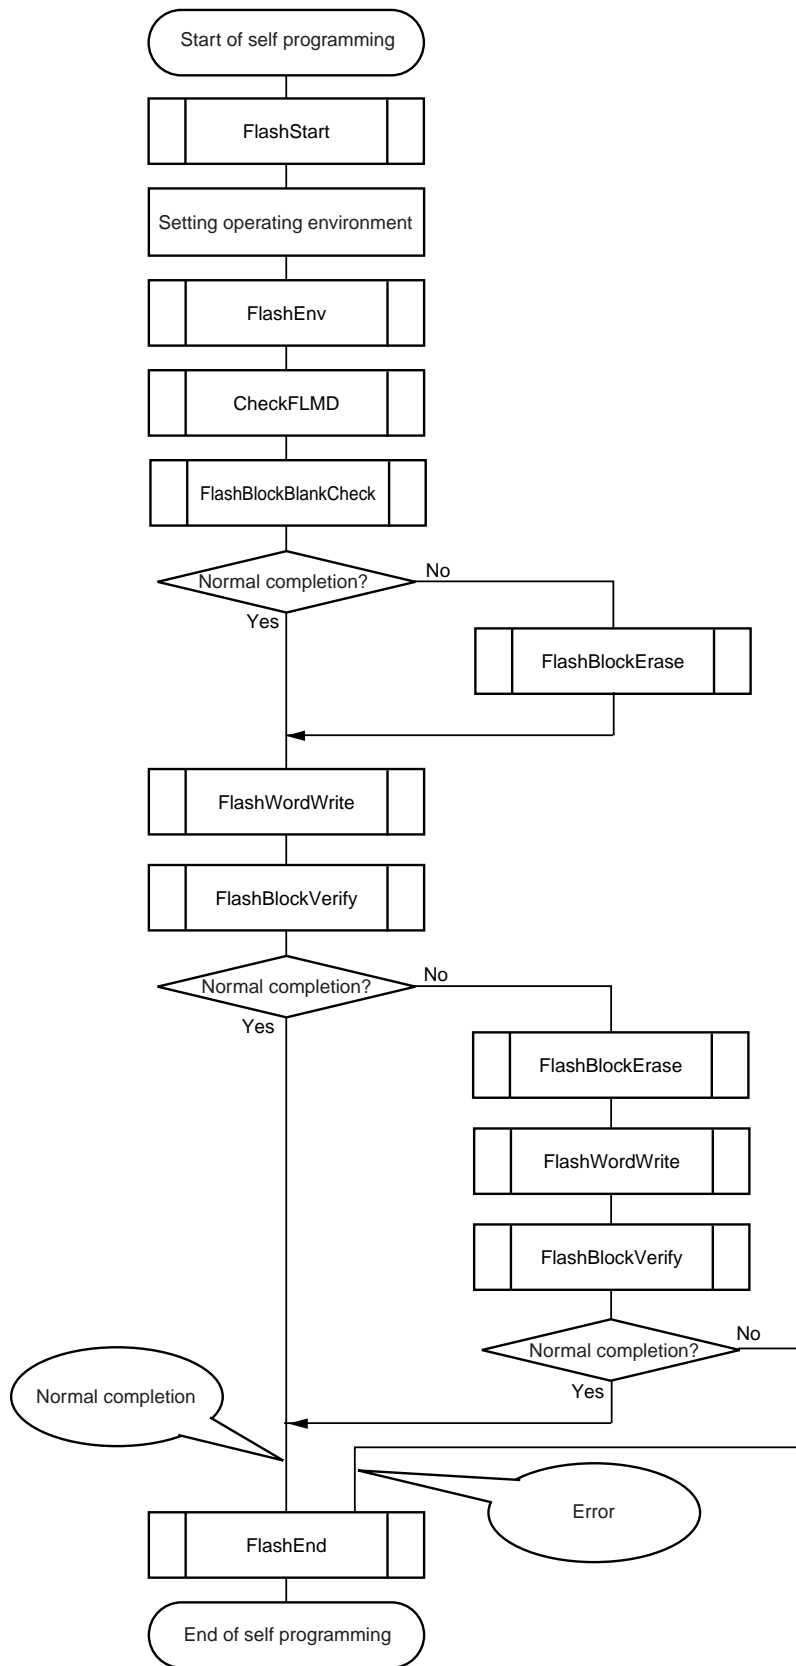 Start of self programming
FlashStart
Setting operating environment
FlashEnv
CheckFLMD
FlashBlockBlankCheck
Normal completion?
No
Yes
FlashBlockErase
FlashWordWrite
FlashBlockVerify
Normal completion?
No
Yes
FlashBlockErase
FlashWordWrite
FlashBlockVerify
Normal completion?
No
Yes
Normal completion
Error
FlashEnd
End of self programming